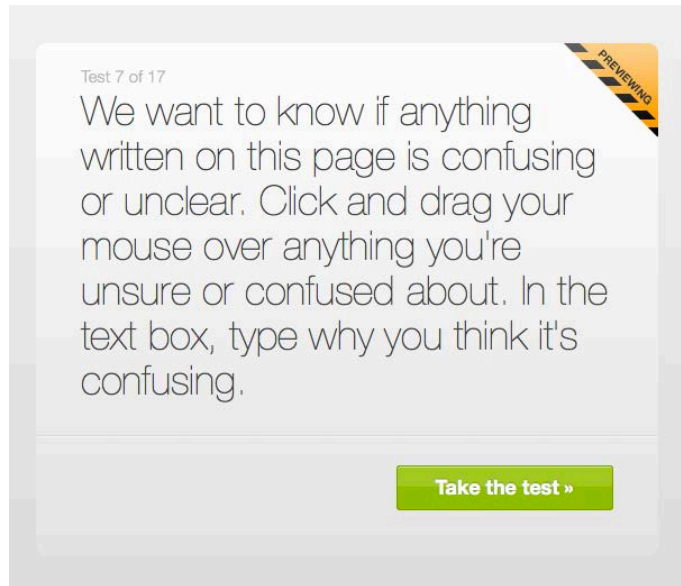 Test 7 of 17
PREVIEWING
We want to know if anything
written on this page is confusing
or unclear. Click and drag your
mouse over anything you're
unsure or confused about. In the
text box, type why you think it's
confusing.
Take the test »